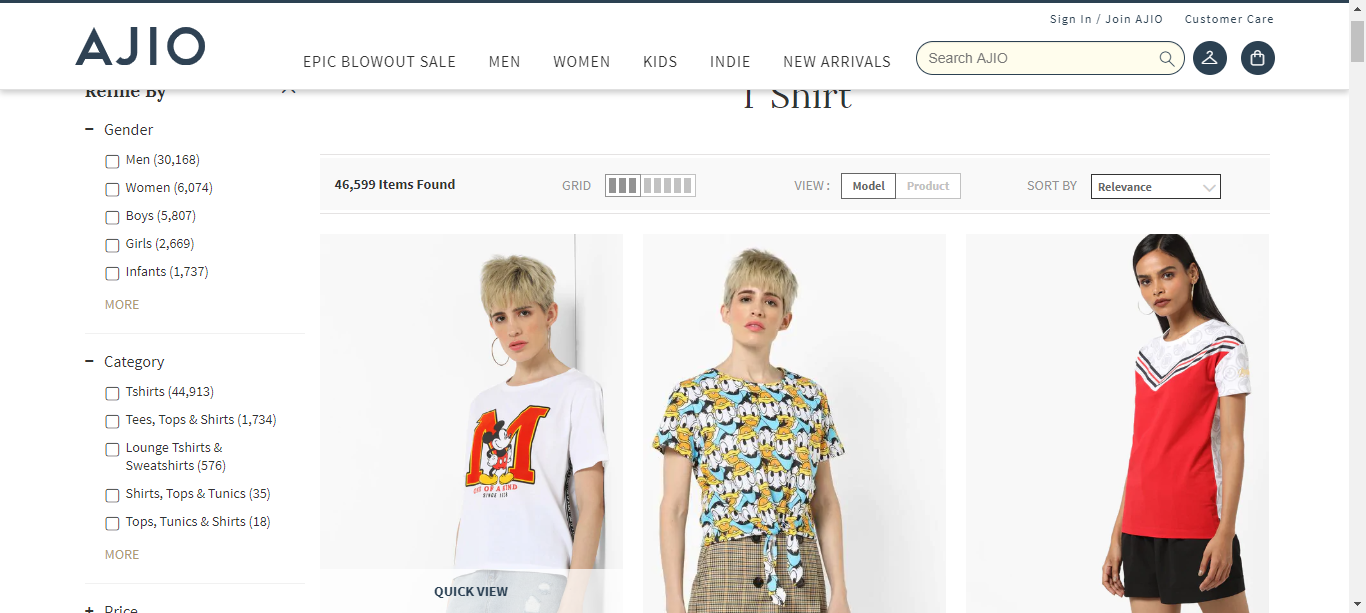 Sign In / Join AJIO Customer Care
AJIO
EPIC BLOWOUT SALE MEN WOMEN KIDS INDIE NEW ARRIVALS
Search AJIO
Refine By
T Shirt
Gender
Men (30,168)
Women (6,074)
Boys (5,807)
Girls (2,669)
Infants (1,737)
MORE
Category
Tshirts (44,913)
Tees, Tops & Shirts (1,734)
Lounge Tshirts &
Sweatshirts (576)
Shirts, Tops & Tunics (35)
Tops, Tunics & Shirts (18)
MORE
Price
46,599 Items Found
GRID
VIEW : Model Product
SORT BY Relevance
M
ONE OF A KIND
QUICK VIEW